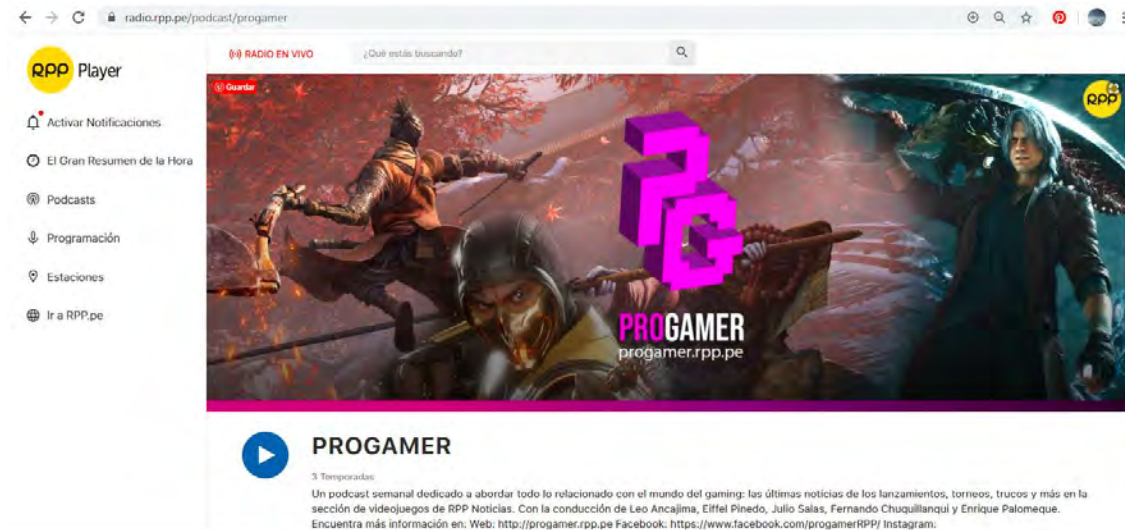 radio.rpp.pe/podcast/progamer
RPP Player
((·)) RADIO EN VIVO
¿Qué estás buscando?
Guardar
RPP
Activar Notificaciones
El Gran Resumen de la Hora
Podcasts
Programación
Estaciones
Ir a RPP.pe
PROGAMER
progamer.rpp.pe
PROGAMER
3 Temporadas
Un podcast semanal dedicado a abordar todo lo relacionado con el mundo del gaming: las últimas noticias de los lanzamientos, torneos, trucos y más en la
sección de videojuegos de RPP Noticias. Con la conducción de Leo Ancajima, Eiffel Pinedo, Julio Salas, Fernando Chuquillanqui y Enrique Palomeque.
Encuentra más información en: Web: http://progamer.rpp.pe Facebook: https://www.facebook.com/progamerRPP/ Instagram: